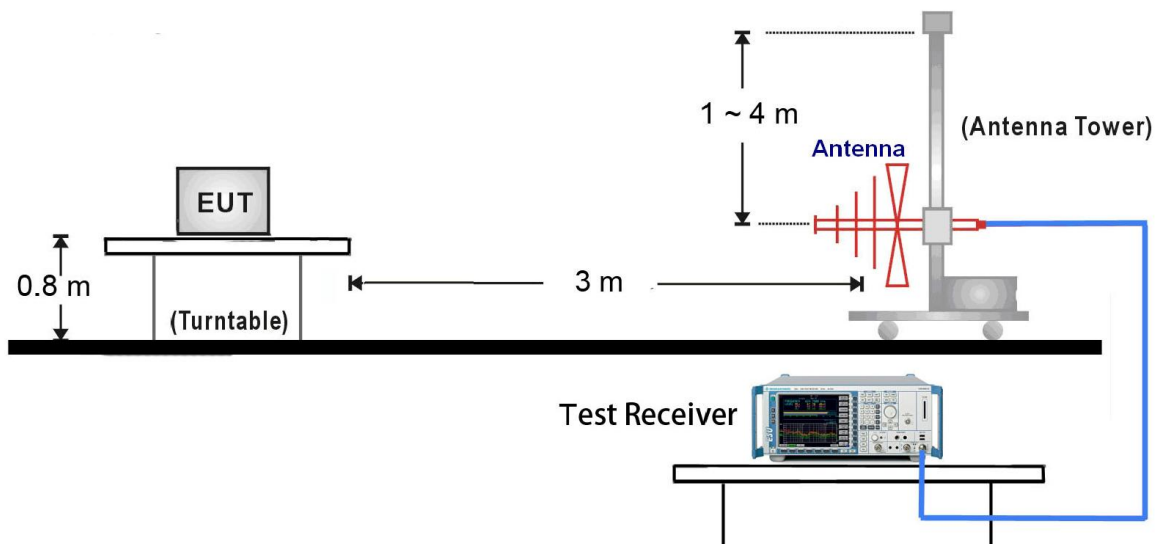 1 ~ 4 m
(Antenna Tower)
Antenna
EUT
0.8 m
3 m
(Turntable)
Test Receiver